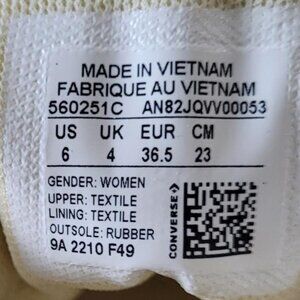 MADE IN VIETNAM
FABRIQUE AU VIETNAM
560251C AN82JQVV00053
US UK EUR CM
6 4 36.5 23
GENDER: WOMEN
UPPER: TEXTILE
LINING: TEXTILE
OUTSOLE: RUBBER
9A 2210 F49
CONVERSE